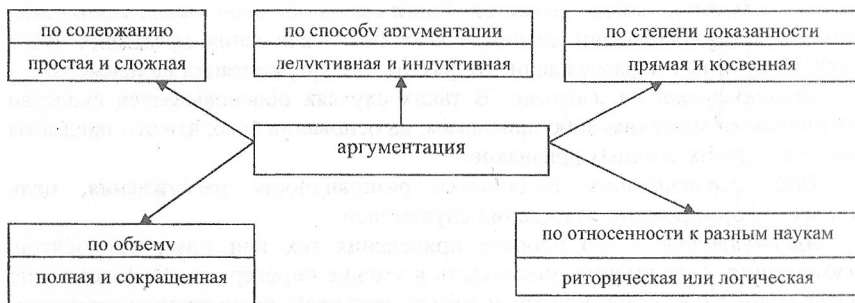 по содержанию
простая и сложная
по способу аргументации
дедуктивная и индуктивная
по степени доказанности
прямая и косвенная
аргументация
по объему
полная и сокращенная
по отнесенности к разным наукам
риторическая или логическая